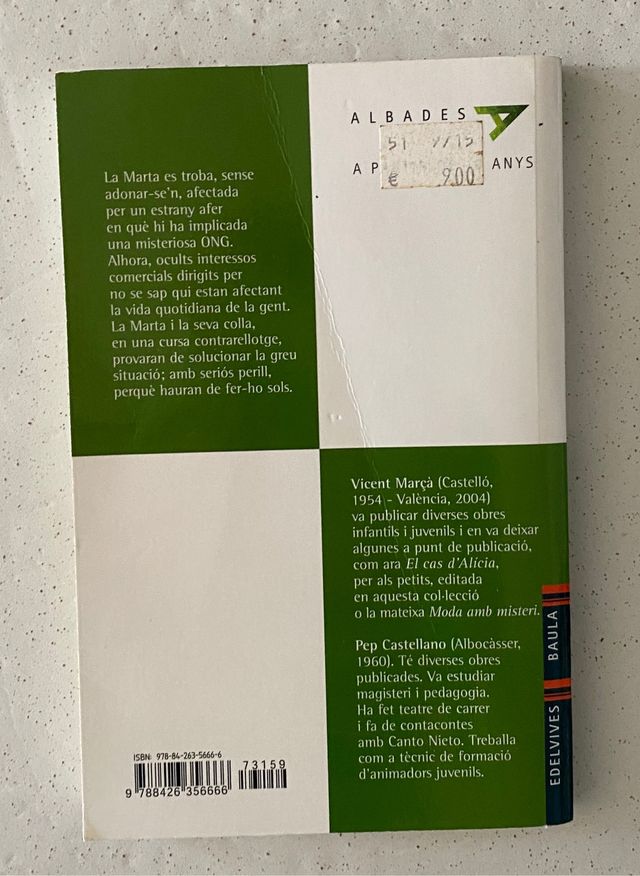 ALBADES
51 9/15
€ 9.00
A P
ANYS
La Marta es troba, sense
adonar-se'n, afectada
per un estrany afer
en què hi ha implicada
una misteriosa ONG.
Alhora, ocults interessos
comercials dirigits per
no se sap qui estan afectant
la vida quotidiana de la gent.
La Marta i la seva colla,
en una cursa contrarellotge,
provaran de solucionar la greu
situació; amb seriós perill,
perquè hauran de fer-ho sols.
Vicent Marçà (Castelló,
1954 - València, 2004)
va publicar diverses obres
infantils i juvenils i en va deixar
algunes a punt de publicació,
com ara El cas d'Alícia,
per als petits, editada
en aquesta col·lecció
o la mateixa Moda amb misteri.
Pep Castellano (Albocàsser,
1960). Té diverses obres
publicades. Va estudiar
magisteri i pedagogia.
Ha fet teatre de carrer
i fa de contacontes
amb Canto Nieto. Treballa
com a tècnic de formació
d'animadors juvenils.
ISBN: 978-84-263-5666-6
73159
9 788426 356666
EDELVIVES BAULA